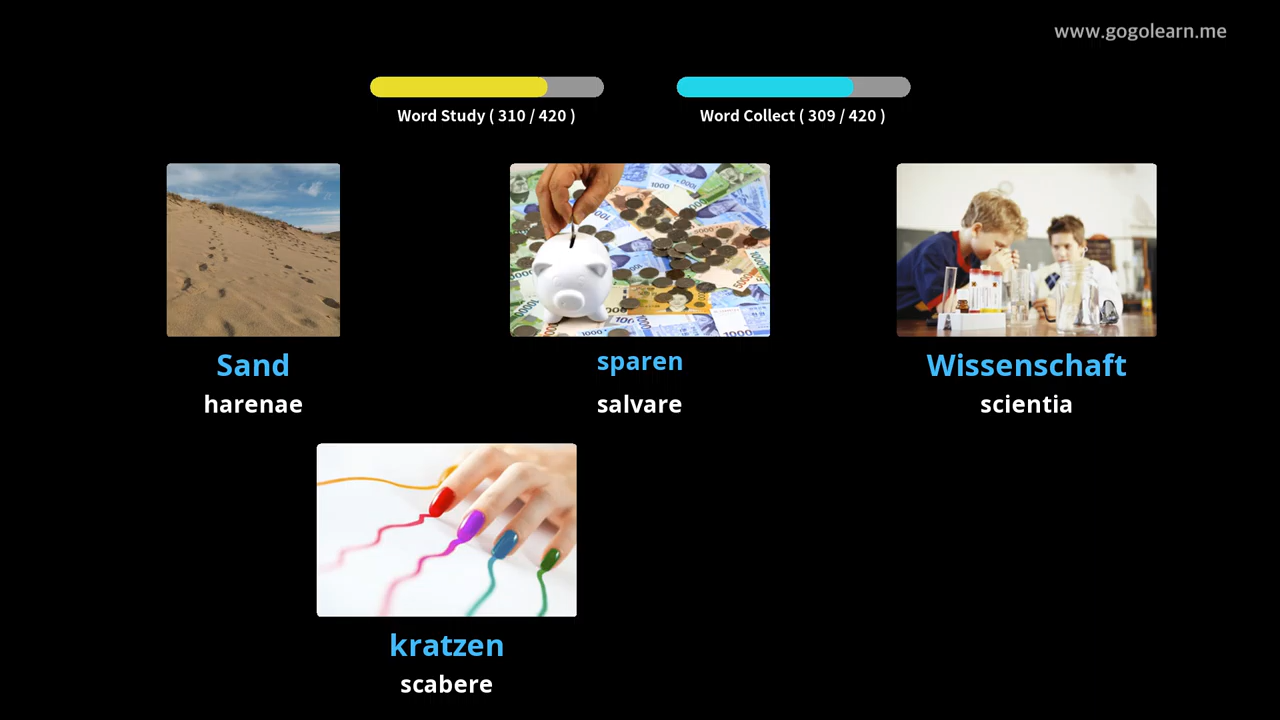 www.gogolearn.me
Word Study ( 310 / 420 )
Word Collect ( 309 / 420 )
Sand
harenae
sparen
salvare
Wissenschaft
scientia
kratzen
scabere